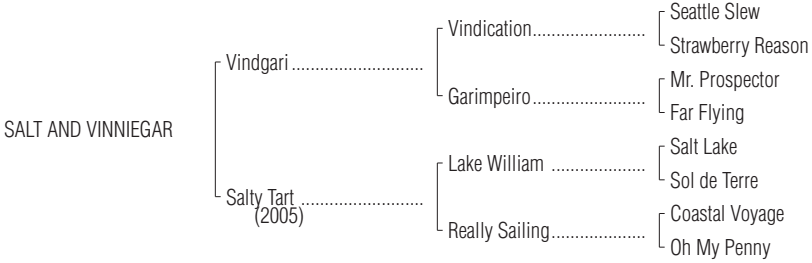 Seattle Slew
Vindication........................
Strawberry Reason
Vindgari ............................
Mr. Prospector
Garimpeiro........................
Far Flying
SALT AND VINNIEGAR
Salt Lake
Lake William ....................
Sol de Terre
Salty Tart ..........................
(2005)
Coastal Voyage
Really Sailing....................
Oh My Penny